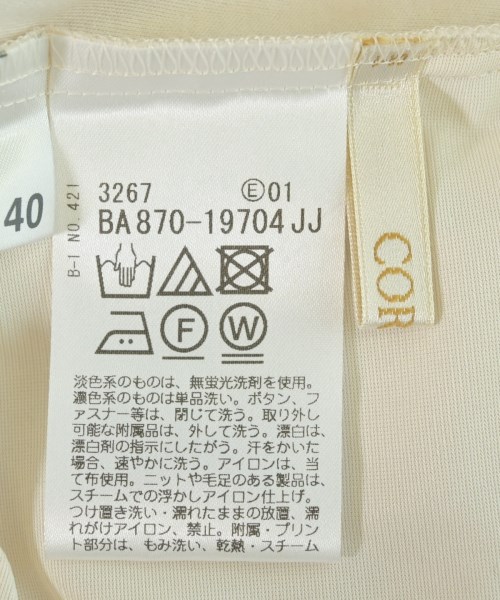 40
B-1 NO. 421
3267 Ⓔ01
BA870-19704JJ
F W
淡色系のものは、無蛍光洗剤を使用。
濃色系のものは単品洗い。ボタン、フ
ァスナー等は、閉じて洗う。取り外し
可能な附属品は、外して洗う。漂白は、
漂白剤の指示にしたがう。汗をかいた
場合、速やかに洗う。アイロンは、当
て布使用。ニットや毛足のある製品は、
スチームでの浮かしアイロン仕上げ。
つけ置き洗い・濡れたままの放置、濡
れがけアイロン、禁止。附属・プリン
ト部分は、もみ洗い、乾熱・スチーム
COR